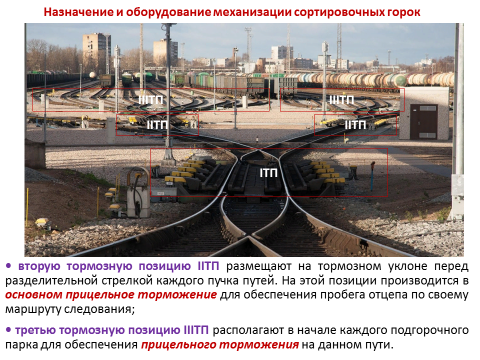 Назначение и оборудование механизации сортировочных горок
IIIТП IIIТП
IIТП IIТП
IТП
• вторую тормозную позицию IIТП размещают на тормозном уклоне перед
разделительной стрелкой каждого пучка путей. На этой позиции производится в
основном прицельное торможение для обеспечения пробега отцепа по своему
маршруту следования;
• третью тормозную позицию IIIТП располагают в начале каждого подгорочного
парка для обеспечения прицельного торможения на данном пути.